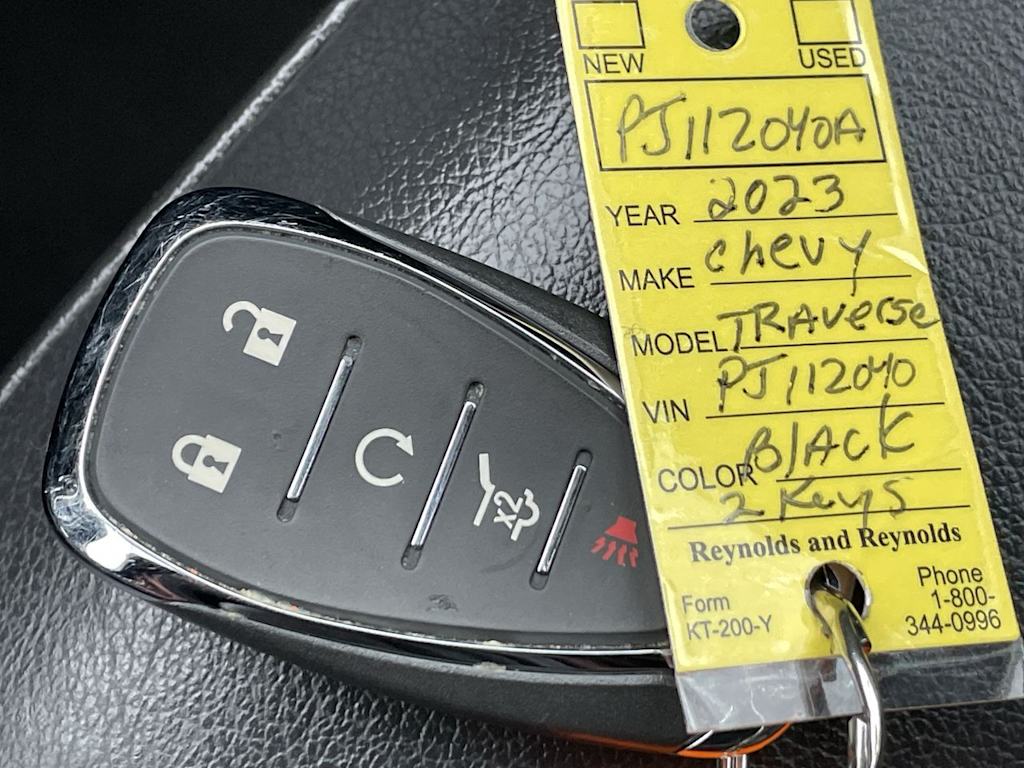 NEW USED
PJ112040A
YEAR 2023
MAKE chevy
MODEL TRAverse
VIN PJ112040
COLOR BlACK
2 Keys
Reynolds and Reynolds
Form
KT-200-Y
Phone
1-800-
344-0996
x2